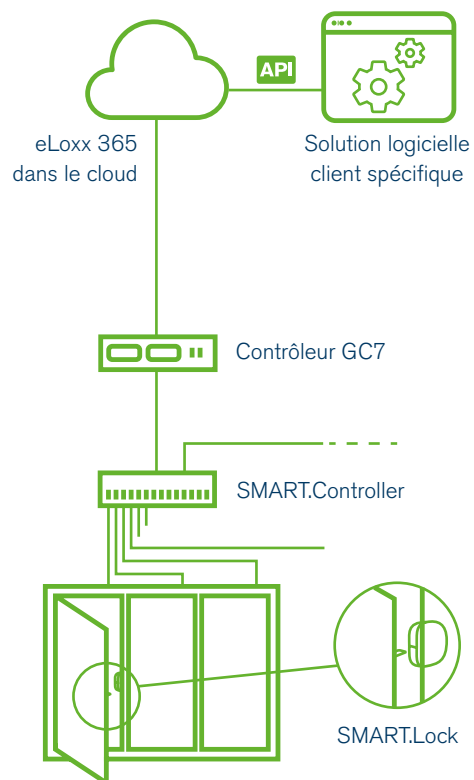 API
eLoxx 365
dans le cloud
Solution logicielle
client spécifique
Contrôleur GC7
SMART.Controller
SMART.Lock